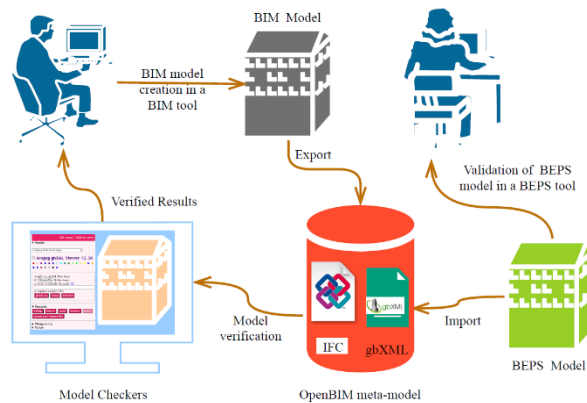 BIM Model
BIM model
creation in a
BIM tool
Export
Validation of BEPS
model in a BEPS tool
Verified Results
Model
verification
IFC
gbXML
gbXML
Import
BEPS Model
Model Checkers
OpenBIM meta-model